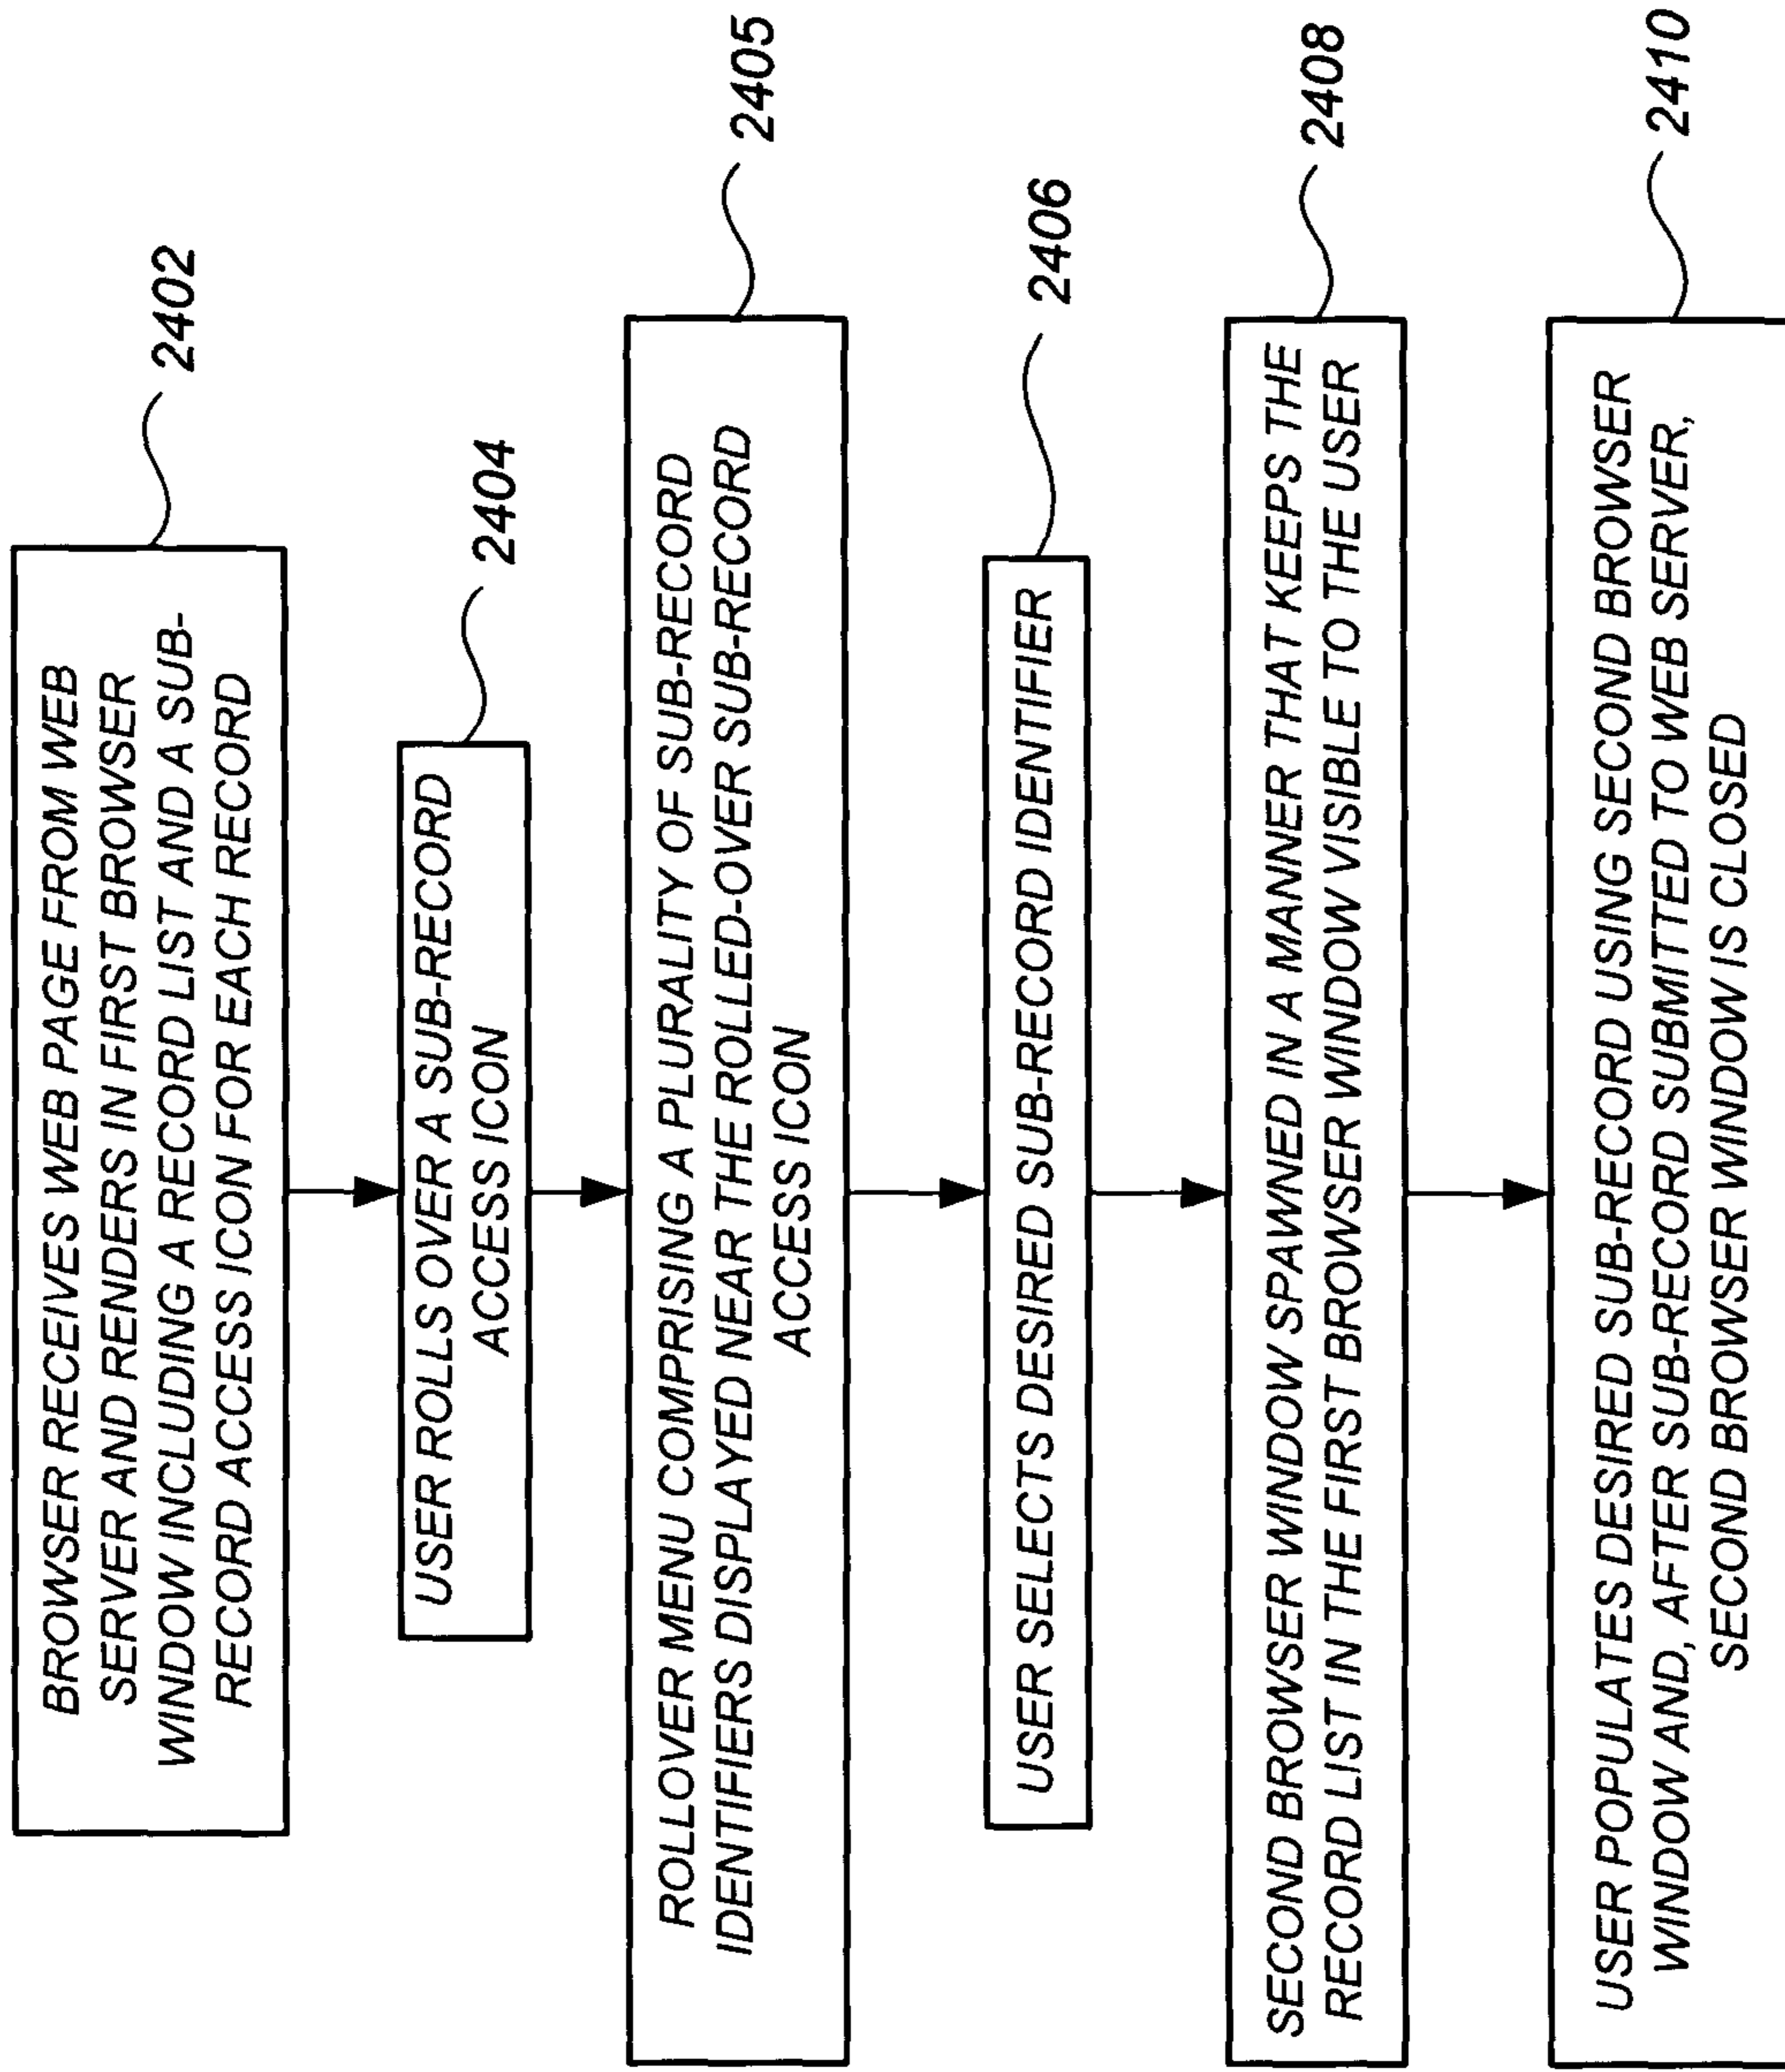 BROWSER RECEIVES WEB PAGE FROM WEB
SERVER AND RENDERS IN FIRST BROWSER
WINDOW INCLUDING A RECORD LIST AND A SUB-
RECORD ACCESS ICON FOR EACH RECORD
2402
USER ROLLS OVER A SUB-RECORD
ACCESS ICON
2404
ROLLOVER MENU COMPRISING A PLURALITY OF SUB-RECORD
IDENTIFIERS DISPLAYED NEAR THE ROLLED-OVER SUB-RECORD
ACCESS ICON
2405
USER SELECTS DESIRED SUB-RECORD IDENTIFIER
2406
SECOND BROWSER WINDOW SPAWNED IN A MANNER THAT KEEPS THE
RECORD LIST IN THE FIRST BROWSER WINDOW VISIBLE TO THE USER
2408
USER POPULATES DESIRED SUB-RECORD USING SECOND BROWSER
WINDOW AND, AFTER SUB-RECORD SUBMITTED TO WEB SERVER,
SECOND BROWSER WINDOW IS CLOSED
2410